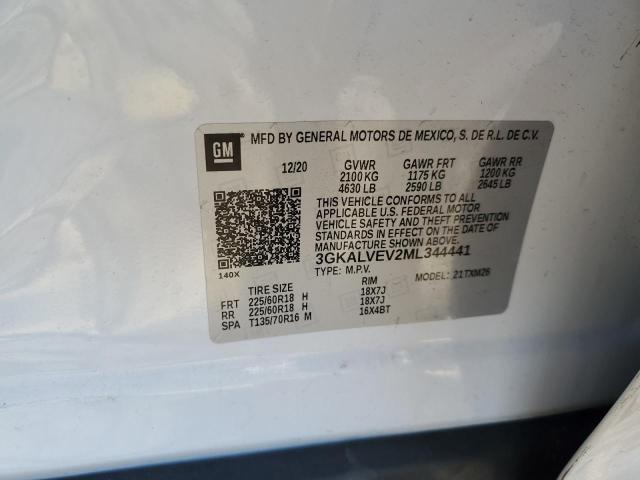 GM
MFD BY GENERAL MOTORS DE MEXICO, S. DE R.L. DE C.V.
12/20 GVWR GAWR FRT GAWR RR
2100 KG 1175 KG 1200 KG
4630 LB 2590 LB 2645 LB
THIS VEHICLE CONFORMS TO ALL
APPLICABLE U.S. FEDERAL MOTOR
VEHICLE SAFETY AND THEFT PREVENTION
STANDARDS IN EFFECT ON THE DATE OF
MANUFACTURE SHOWN ABOVE.
3GKALVEV2ML344441
140X TYPE: M.P.V. MODEL: 21TXM26
TIRE SIZE RIM
FRT 225/60R18 H 18X7J
RR 225/60R18 H 18X7J
SPA T135/70R16 M 16X4BT